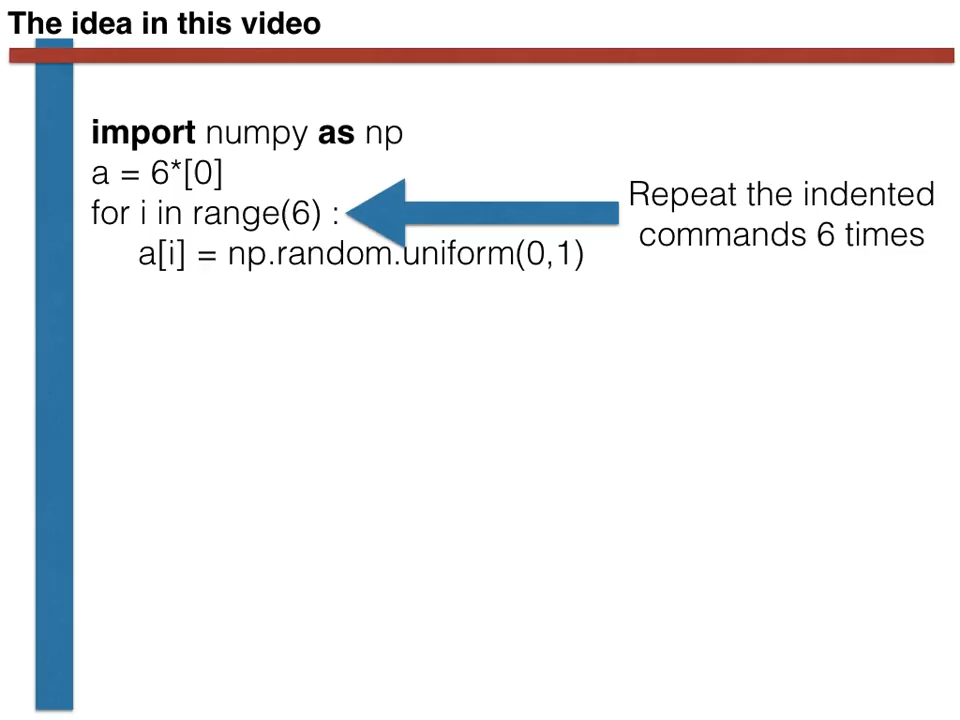 The idea in this video
import numpy as np
a = 6*[0]
for i in range(6) :
a[i] = np.random.uniform(0,1)
Repeat the indented
commands 6 times